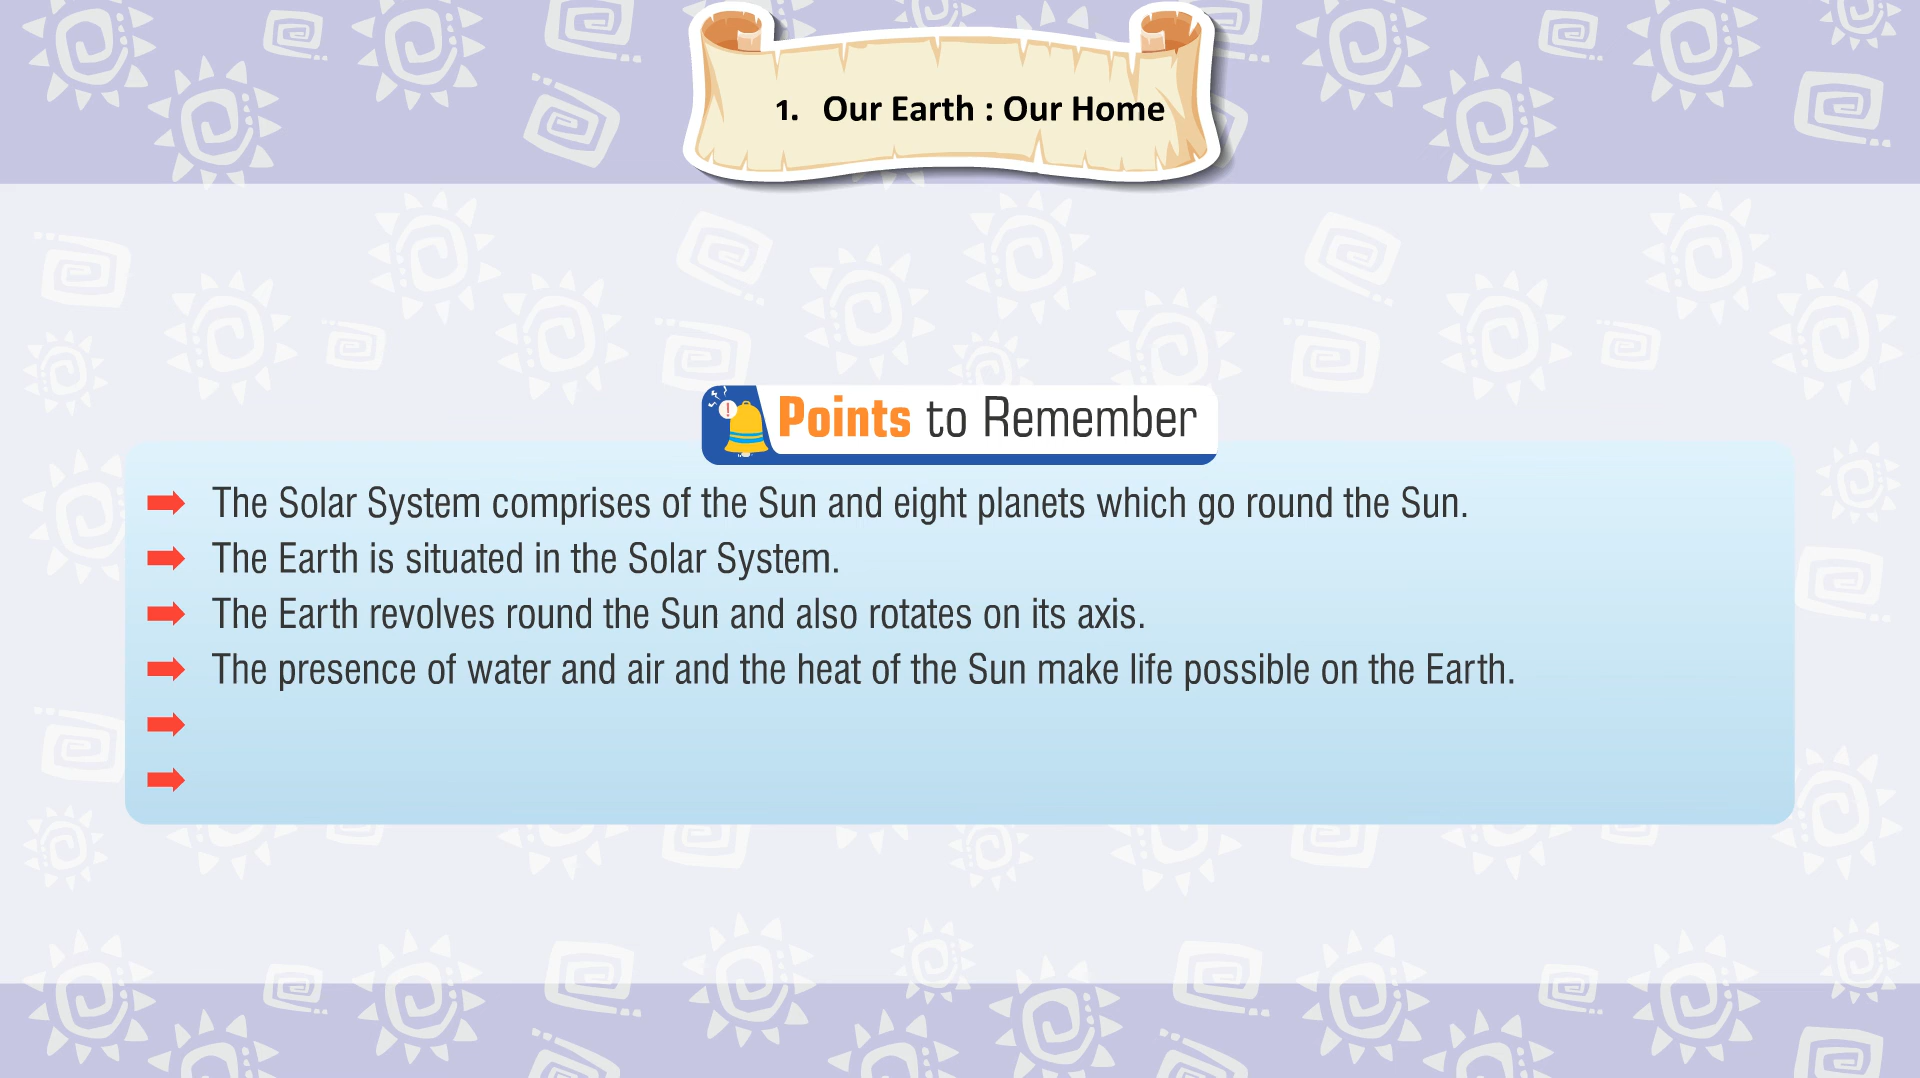 1. Our Earth : Our Home
Points to Remember
The Solar System comprises of the Sun and eight planets which go round the Sun.
The Earth is situated in the Solar System.
The Earth revolves round the Sun and also rotates on its axis.
The presence of water and air and the heat of the Sun make life possible on the Earth.